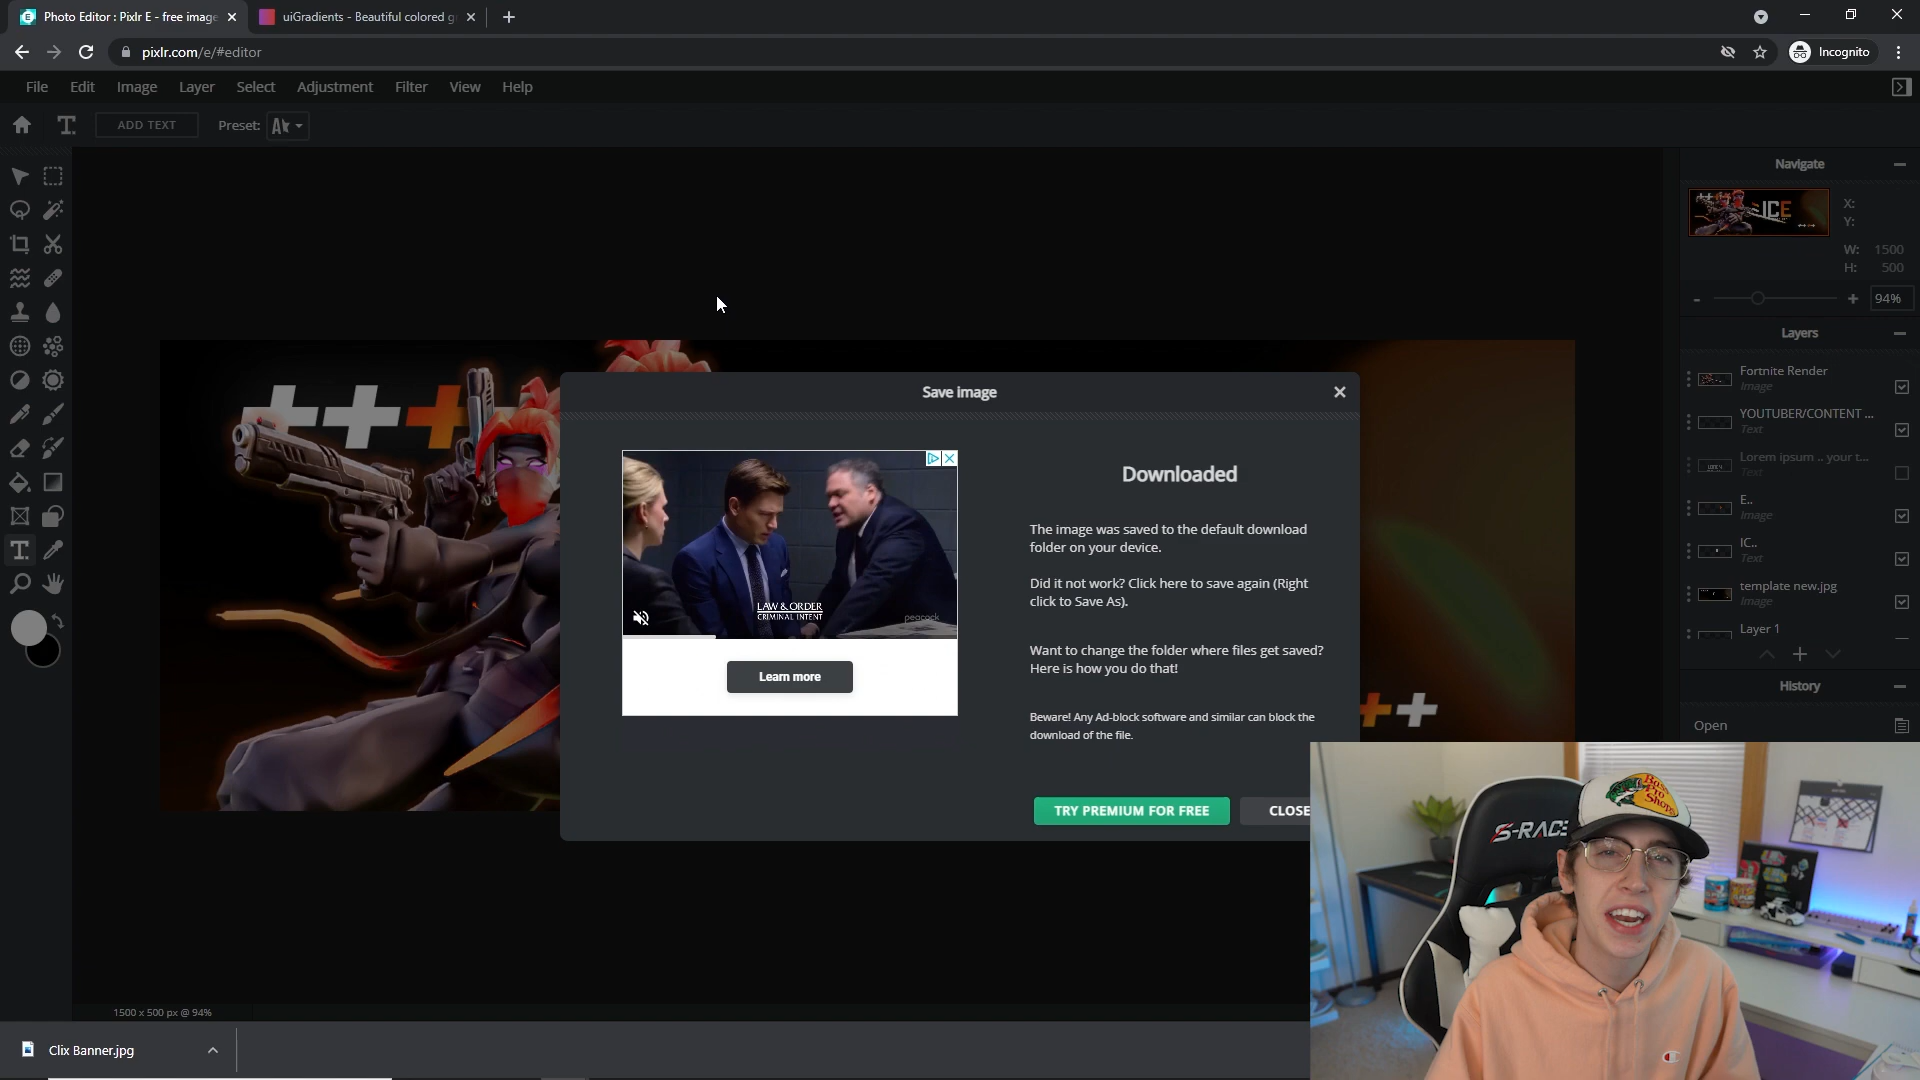 Photo Editor : Pixlr E - free image
uiGradients - Beautiful colored g
pixlr.com/e/#editor
Incognito
File Edit Image Layer Select Adjustment Filter View Help
ADD TEXT
Preset:
Navigate
X:
Y:
W: 1500
H: 500
94%
Layers
Fortnite Render
Image
YOUTUBER/CONTENT ...
Text
Lorem ipsum .. your t...
Text
E..
Image
IC..
Text
template new.jpg
Image
Layer 1
History
Open
ICE
Save image
Downloaded
The image was saved to the default download
folder on your device.
Did it not work? Click here to save again (Right
click to Save As).
Want to change the folder where files get saved?
Here is how you do that!
Beware! Any Ad-block software and similar can block the
download of the file.
TRY PREMIUM FOR FREE
CLOSE
LAW & ORDER
CRIMINAL INTENT
peacock
Learn more
S-RACE
Bass
Pro
Shops
1500 x 500 px @ 94%
Clix Banner.jpg